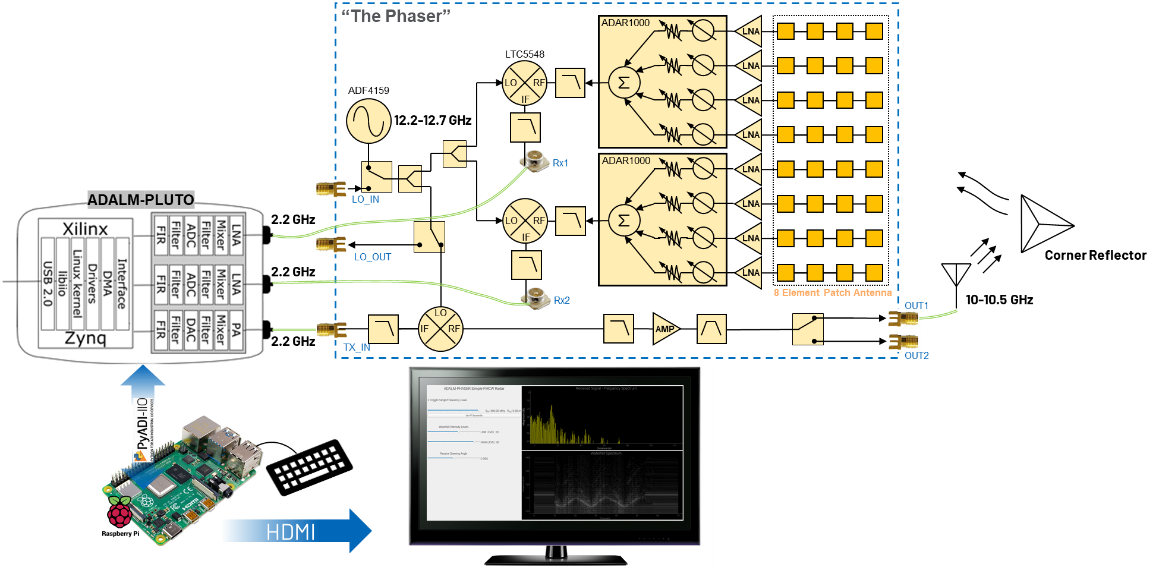 “The Phaser”
ADAR1000
LNA
LNA
LNA
LNA
Σ
LTC5548
LO
RF
IF
ADF4159
12.2-12.7 GHz
Rx1
LO_IN
ADAR1000
LNA
LNA
LNA
LNA
Σ
LO
RF
IF
Rx2
LO_OUT
8 Element Patch Antenna
Corner Reflector
10-10.5 GHz
OUT1
OUT2
TX_IN
LO
IF
RF
AMP
ADALM-PLUTO
2.2 GHz
2.2 GHz
2.2 GHz
Xilinx
USB 2.0
libiio
Linux kernel
Drivers
DMA
Interface
Zynq
FIR
Filter
ADC
Filter
Mixer
LNA
FIR
Filter
ADC
Filter
Mixer
LNA
FIR
Filter
DAC
Filter
Mixer
PA
PyADI-IIO
Raspberry Pi
HDMI